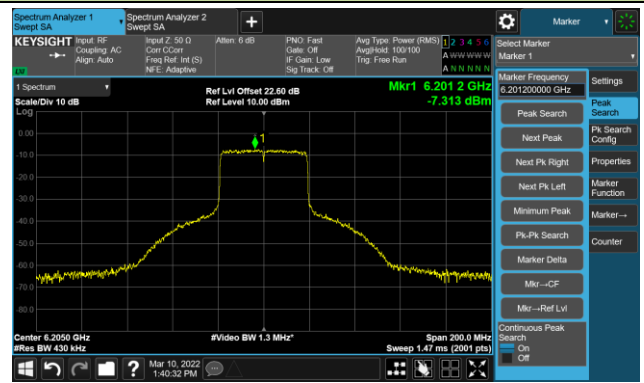 Spectrum Analyzer 1
Swept SA
Spectrum Analyzer 2
Swept SA
+
Marker
KEYSIGHT
Input: RF
Coupling: AC
Align: Auto
Input Z: 50 Ω
Corr CCorr
Freq Ref: Int (S)
NFE: Adaptive
Atten: 6 dB
PNO: Fast
Gate: Off
IF Gain: Low
Sig Track: Off
Avg Type: Power (RMS)
Avg|Hold: 100/100
Trig: Free Run
1 2 3 4 5 6
A W W W W W
A N N N N N
LV
Select Marker
Marker 1
1 Spectrum
Scale/Div 10 dB
Log
Ref Lvl Offset 22.60 dB
Ref Level 10.00 dBm
Mkr1 6.201 2 GHz
-7.313 dBm
0.00
-10.0
-20.0
-30.0
-40.0
-50.0
-60.0
-70.0
-80.0
1
Center 6.2050 GHz
#Res BW 430 kHz
#Video BW 1.3 MHz*
Span 200.0 MHz
Sweep 1.47 ms (2001 pts)
Marker Frequency
6.201200000 GHz
Peak Search
Next Peak
Next Pk Right
Next Pk Left
Minimum Peak
Pk-Pk Search
Marker Delta
Mkr→CF
Mkr→Ref Lvl
Continuous Peak
Search
On
Off
Settings
Peak
Search
Pk Search
Config
Properties
Marker
Function
Marker→
Counter
?
Mar 10, 2022
1:40:32 PM